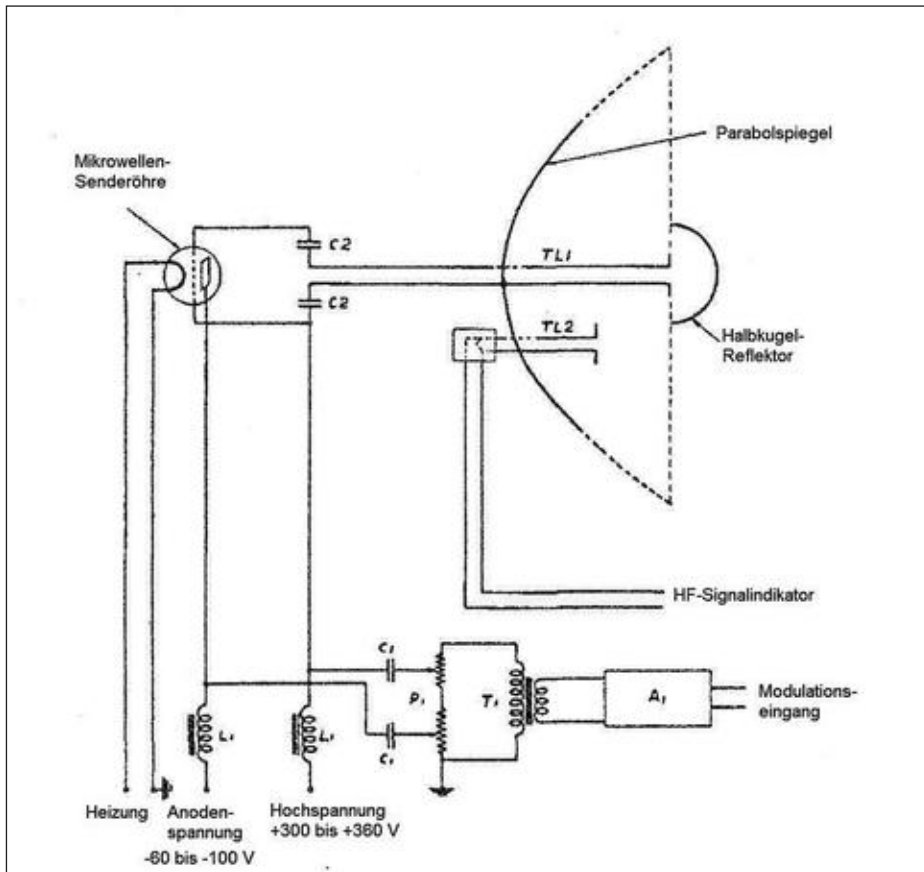 Parabolspiegel
Mikrowellen-
Senderöhre
C2
TL1
C2
TL2
Halbkugel-
Reflektor
HF-Signalindikator
C1
P1
T1
A1
Modulations-
eingang
C1
L1
L1
Heizung
Anoden-
spannung
-60 bis -100 V
Hochspannung
+300 bis +360 V